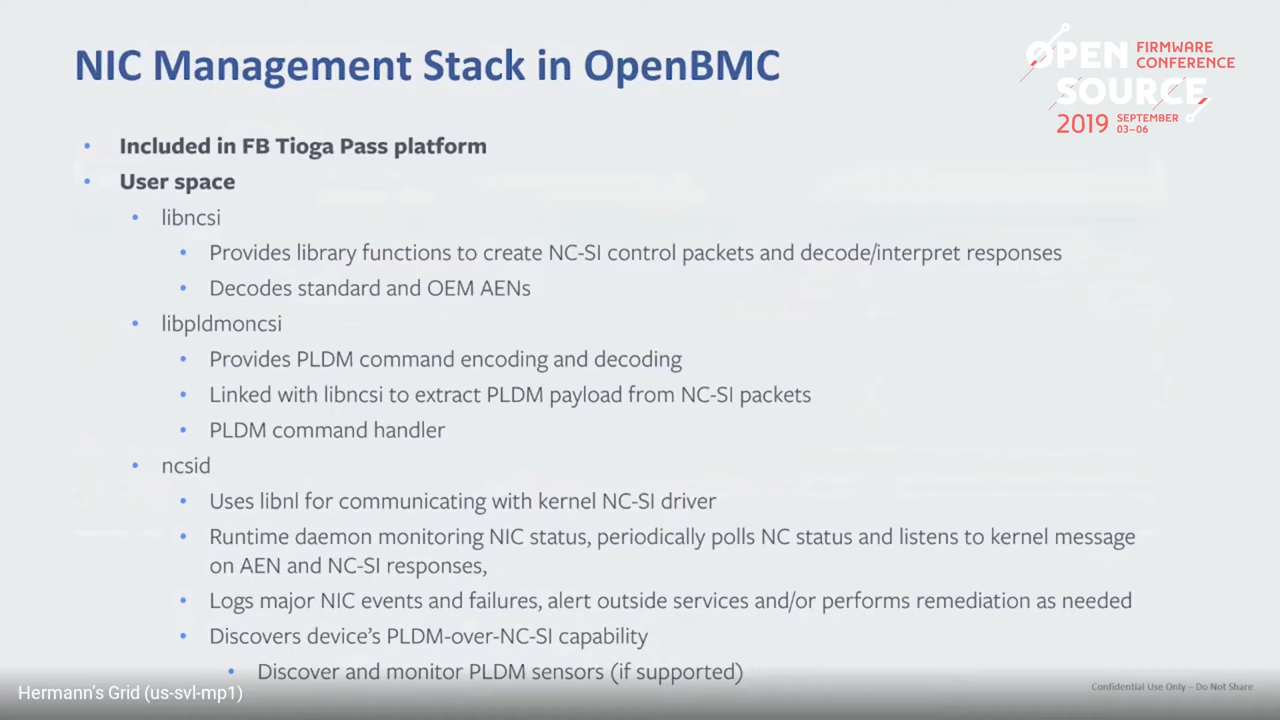 NIC Management Stack in OpenBMC
OPEN SOURCE
FIRMWARE
CONFERENCE
2019
SEPTEMBER
03–06
• Included in FB Tioga Pass platform
• User space
• libncsi
• Provides library functions to create NC-SI control packets and decode/interpret responses
• Decodes standard and OEM AENs
• libpldmoncsi
• Provides PLDM command encoding and decoding
• Linked with libncsi to extract PLDM payload from NC-SI packets
• PLDM command handler
• ncsid
• Uses libnl for communicating with kernel NC-SI driver
• Runtime daemon monitoring NIC status, periodically polls NC status and listens to kernel message
on AEN and NC-SI responses,
• Logs major NIC events and failures, alert outside services and/or performs remediation as needed
• Discovers device’s PLDM-over-NC-SI capability
• Discover and monitor PLDM sensors (if supported)
Hermann’s Grid (us-svl-mp1)
Confidential Use Only – Do Not Share